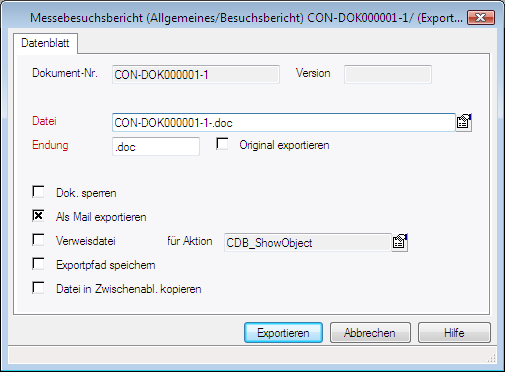 Messebesuchsbericht (Allgemeines/Besuchsbericht) CON-DOK000001-1/ (Export...
Datenblatt
Dokument-Nr. CON-DOK000001-1 Version
Datei CON-DOK000001-1-.doc
Endung .doc Original exportieren
Dok. sperren
Als Mail exportieren
Verweisdatei für Aktion CDB_ShowObject
Exportpfad speichern
Datei in Zwischenabl. kopieren
Exportieren Abbrechen Hilfe